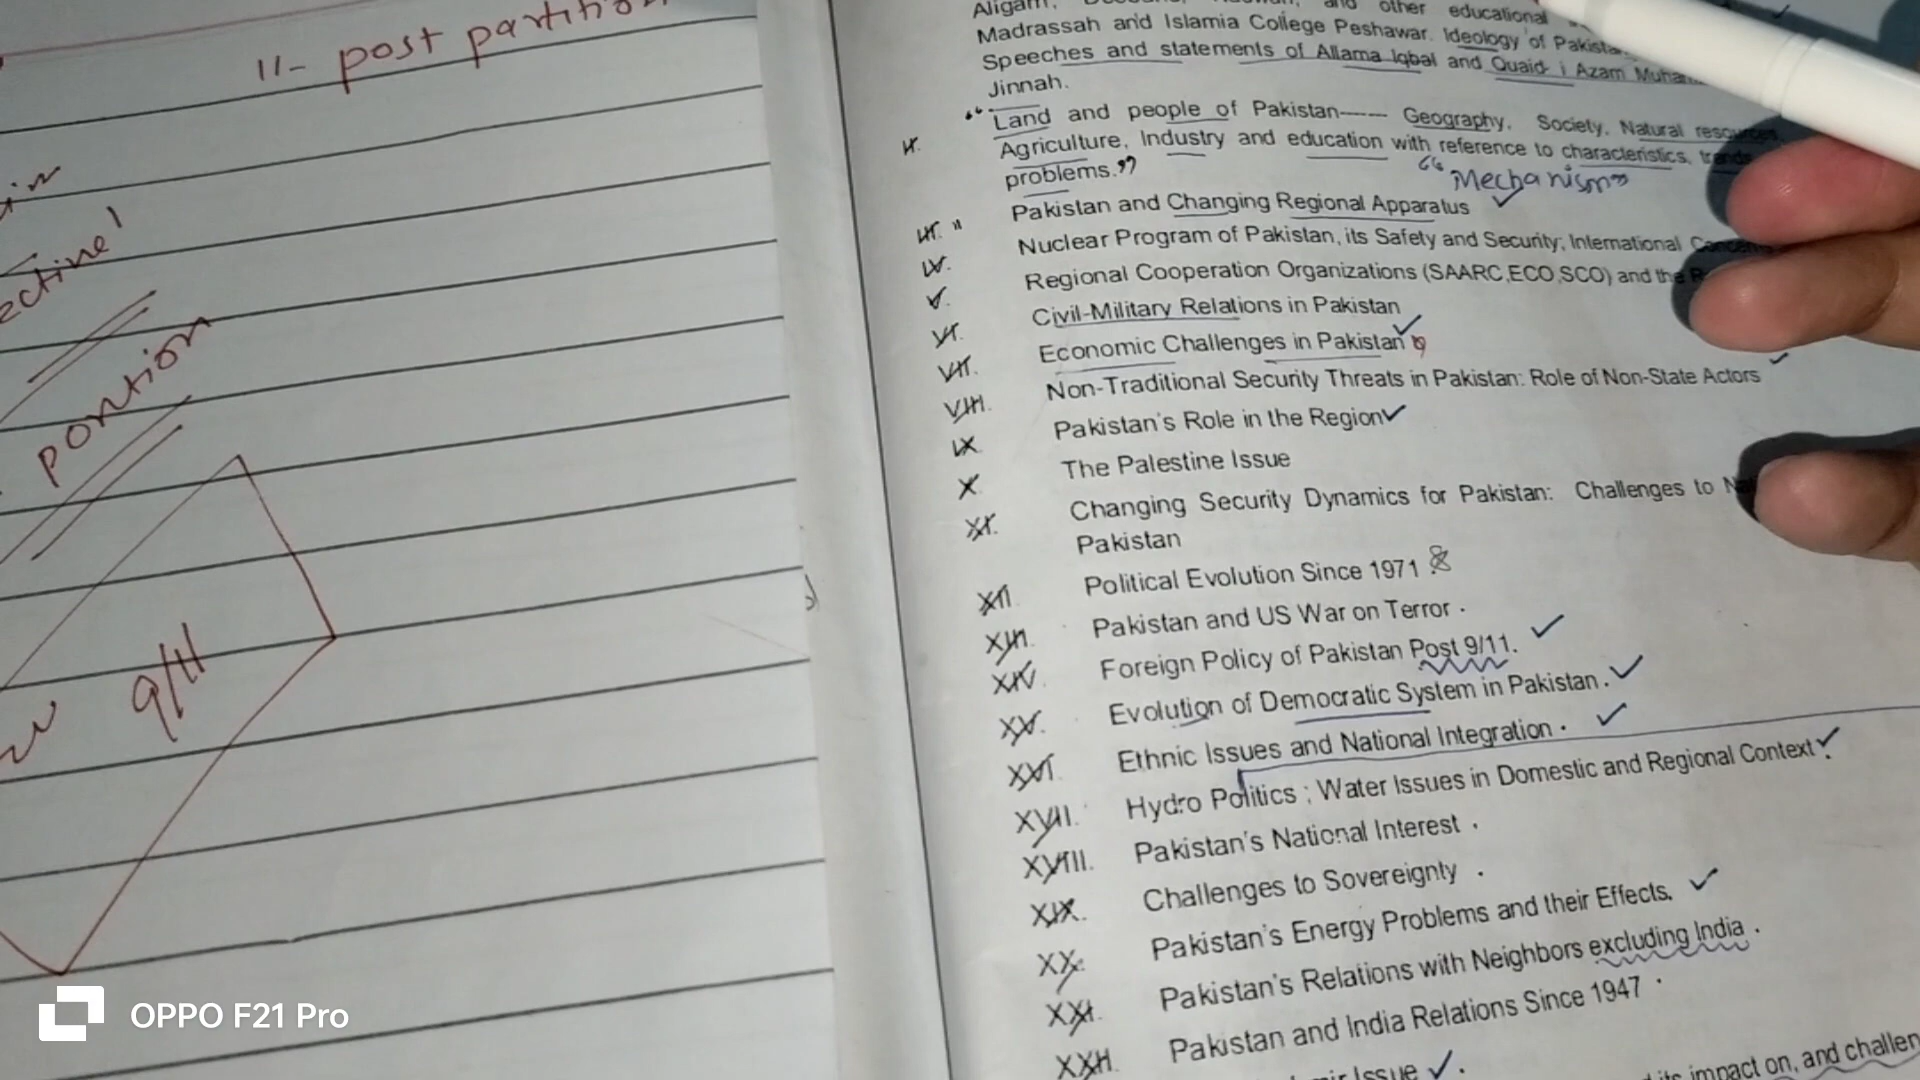 11- post partition
portion
9/11
Madrassah and Islamia College Peshawar. Ideology of
Speeches and statements of Allama Iqbal and Quaid- i Azam
Jinnah.
II. "Land and people of Pakistan----- Geography, Society, Natural
Agriculture, Industry and education with reference to characteristics,
problems."
"Mechanism"
III. " Pakistan and Changing Regional Apparatus ✓
IV. Nuclear Program of Pakistan, its Safety and Security; International
V. Regional Cooperation Organizations (SAARC,ECO,SCO) and the
VI. Civil-Military Relations in Pakistan
VII. Economic Challenges in Pakistan ✓
VIII. Non-Traditional Security Threats in Pakistan: Role of Non-State Actors ✓
IX. Pakistan's Role in the Region ✓
X. The Palestine Issue
XI. Changing Security Dynamics for Pakistan: Challenges to
Pakistan
XII. Political Evolution Since 1971
XIII. Pakistan and US War on Terror .
XIV. Foreign Policy of Pakistan Post 9/11. ✓
XV. Evolution of Democratic System in Pakistan . ✓
XVI. Ethnic Issues and National Integration . ✓
XVII. Hydro Politics ; Water Issues in Domestic and Regional Context ✓.
XVIII. Pakistan's National Interest .
XIX. Challenges to Sovereignty .
XX. Pakistan's Energy Problems and their Effects. ✓
XXI. Pakistan's Relations with Neighbors excluding India .
XXII. Pakistan and India Relations Since 1947 .
Issue ✓.
impact on, and
OPPO F21 Pro